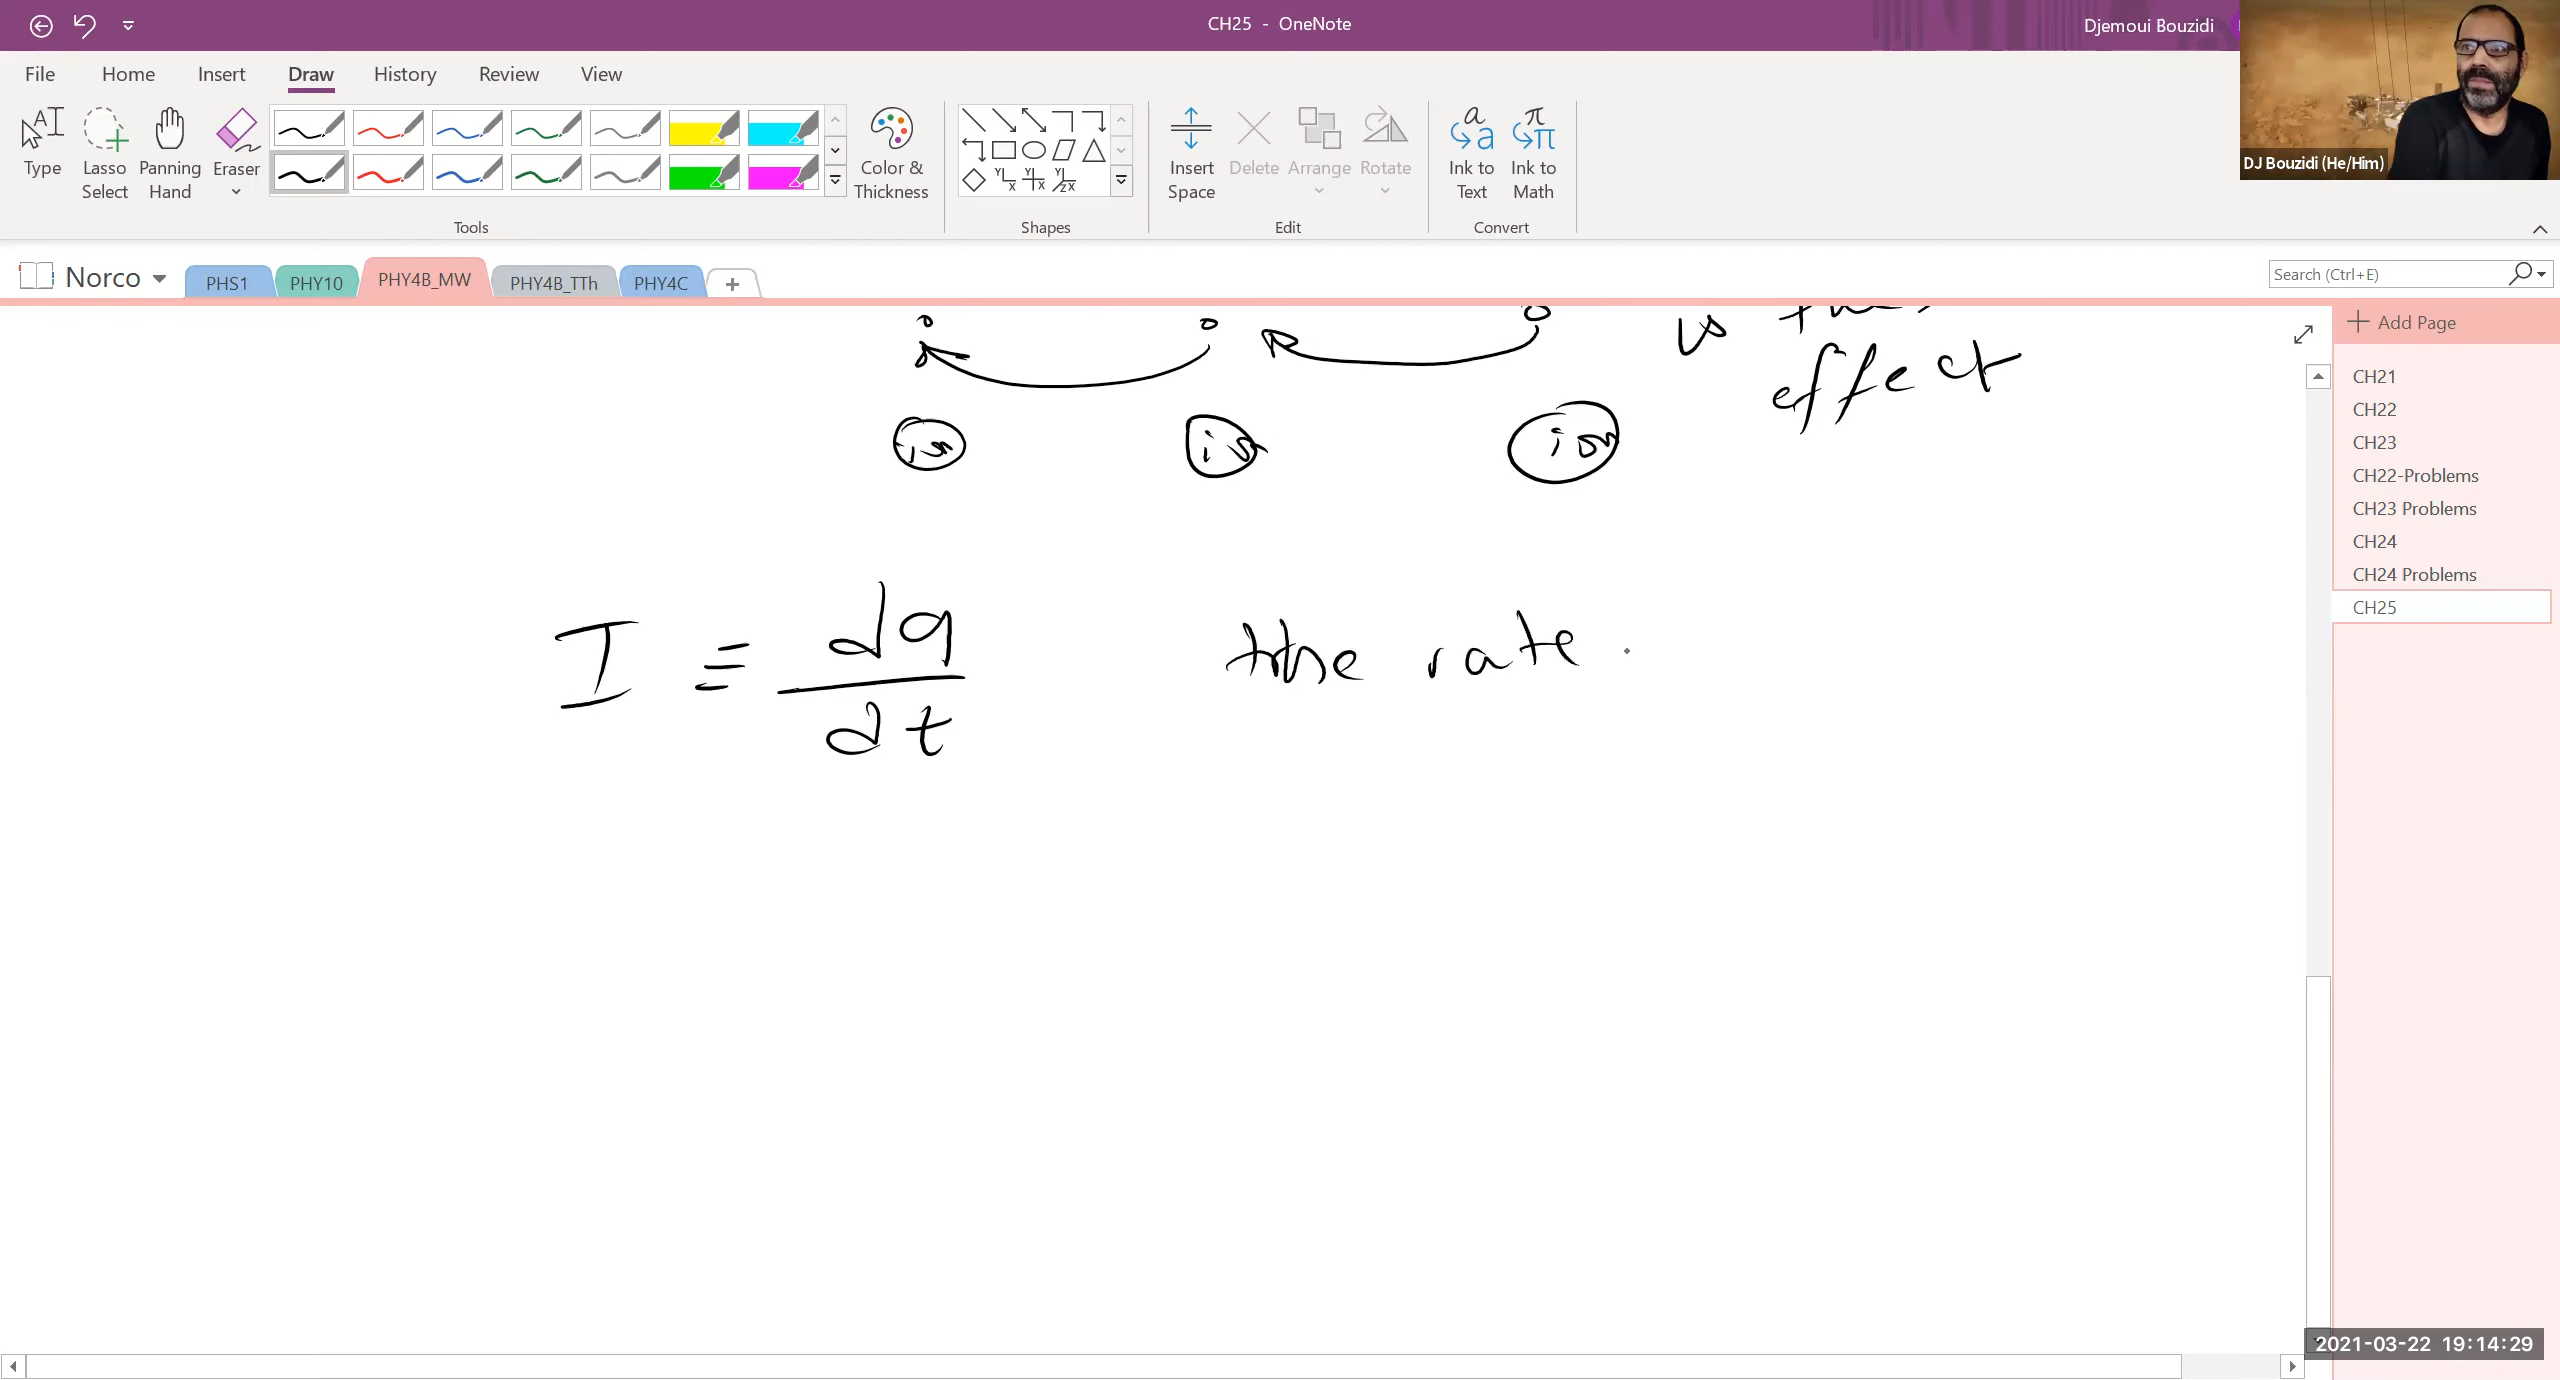 CH25 - OneNote
Djemoui Bouzidi
File Home Insert Draw History Review View
Type
Lasso Select
Panning Hand
Eraser
Color & Thickness
Insert Space
Delete
Arrange
Rotate
Ink to Text
Ink to Math
Tools
Shapes
Edit
Convert
DJ Bouzidi (He/Him)
Norco PHS1 PHY10 PHY4B_MW PHY4B_TTh PHY4C
Search (Ctrl+E)
Add Page
CH21
CH22
CH23
CH22-Problems
CH23 Problems
CH24
CH24 Problems
CH25
is
effect
ion ion ion
I ≡ dq/dt the rate
2021-03-22 19:14:29